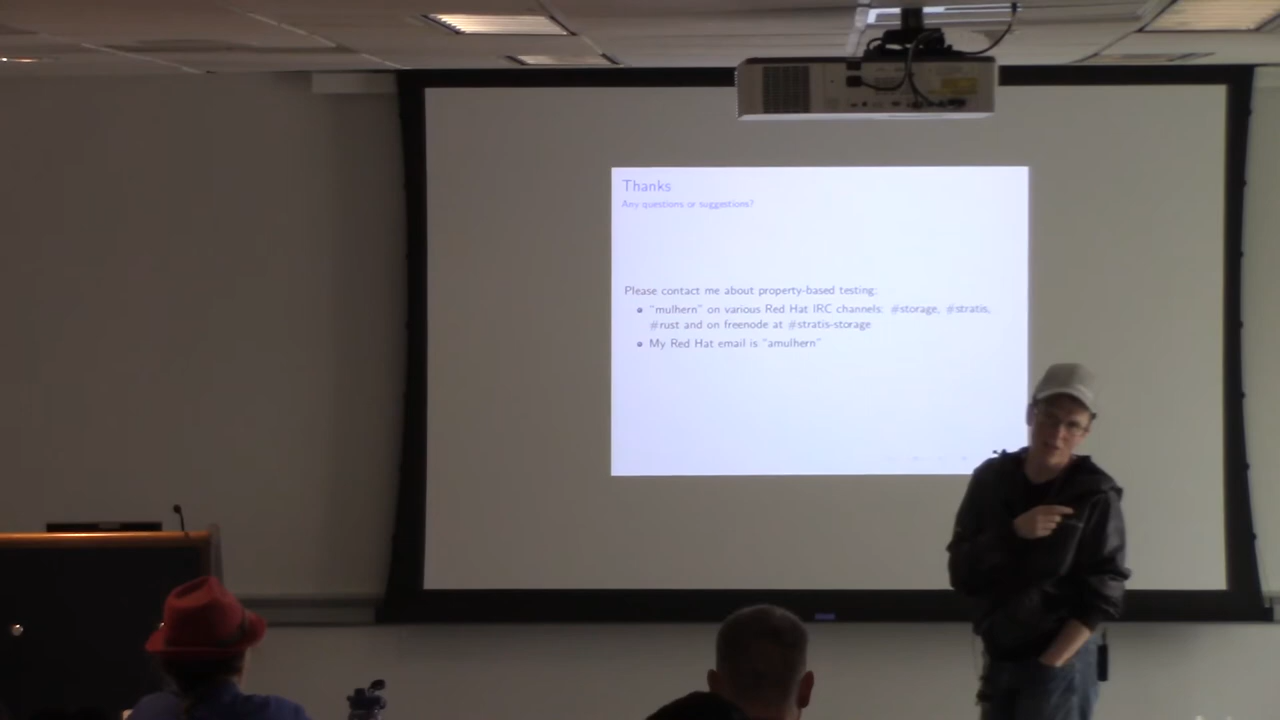 Thanks
Any questions or suggestions?
Please contact me about property-based testing:
"mulhern" on various Red Hat IRC channels: #storage, #stratis,
#rust and on freenode at #stratis-storage
My Red Hat email is "amulhern"